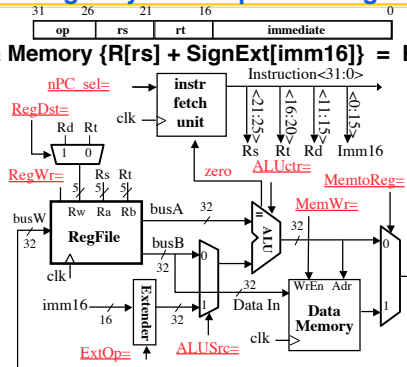 31 26 21 16 0
op rs rt immediate
Memory {R[rs] + SignExt[imm16]} =
nPC_sel=
instr
fetch
unit
Instruction<31:0>
clk
<21:25>
<16:20>
<11:15>
<0:15>
Rs Rt Rd Imm16
RegDst=
Rd Rt
1 0
zero
ALUctr=
RegWr=
Rs Rt
5 5 5
MemtoReg=
Rw Ra Rb
busA
32
MemWr=
busW
32
RegFile
=
ALU
32
busB
32
0
0
clk
32
WrEn Adr
imm16
16
Extender
32
1
Data In
Data
Memory
1
clk
ExtOp=
ALUSrc=